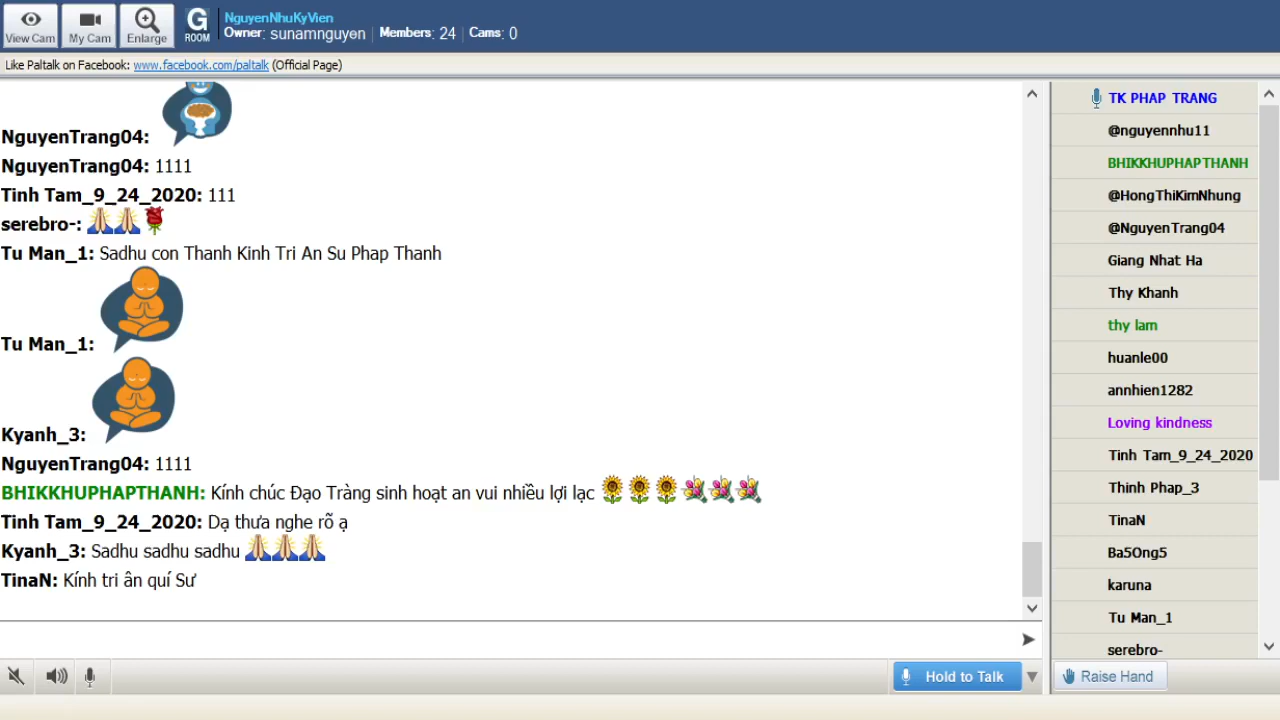 View Cam
My Cam
Enlarge
G
ROOM
NguyenNhuKyVien
Owner: sunamnguyen | Members: 24 | Cams: 0
Like Paltalk on Facebook: www.facebook.com/paltalk (Official Page)
NguyenTrang04:
NguyenTrang04: 1111
Tinh Tam_9_24_2020: 111
serebro-:
Tu Man_1: Sadhu con Thanh Kinh Tri An Su Phap Thanh
Tu Man_1:
Kyanh_3:
NguyenTrang04: 1111
BHIKKHUPHAPTHANH: Kính chúc Đạo Tràng sinh hoạt an vui nhiều lợi lạc
Tinh Tam_9_24_2020: Dạ thưa nghe rõ ạ
Kyanh_3: Sadhu sadhu sadhu
TinaN: Kính tri ân quí Sư
Hold to Talk
TK PHAP TRANG
@nguyennhu11
BHIKKHUPHAPTHANH
@HongThiKimNhung
@NguyenTrang04
Giang Nhat Ha
Thy Khanh
thy lam
huanle00
annhien1282
Loving kindness
Tinh Tam_9_24_2020
Thinh Phap_3
TinaN
Ba5Ong5
karuna
Tu Man_1
serebro-
Raise Hand